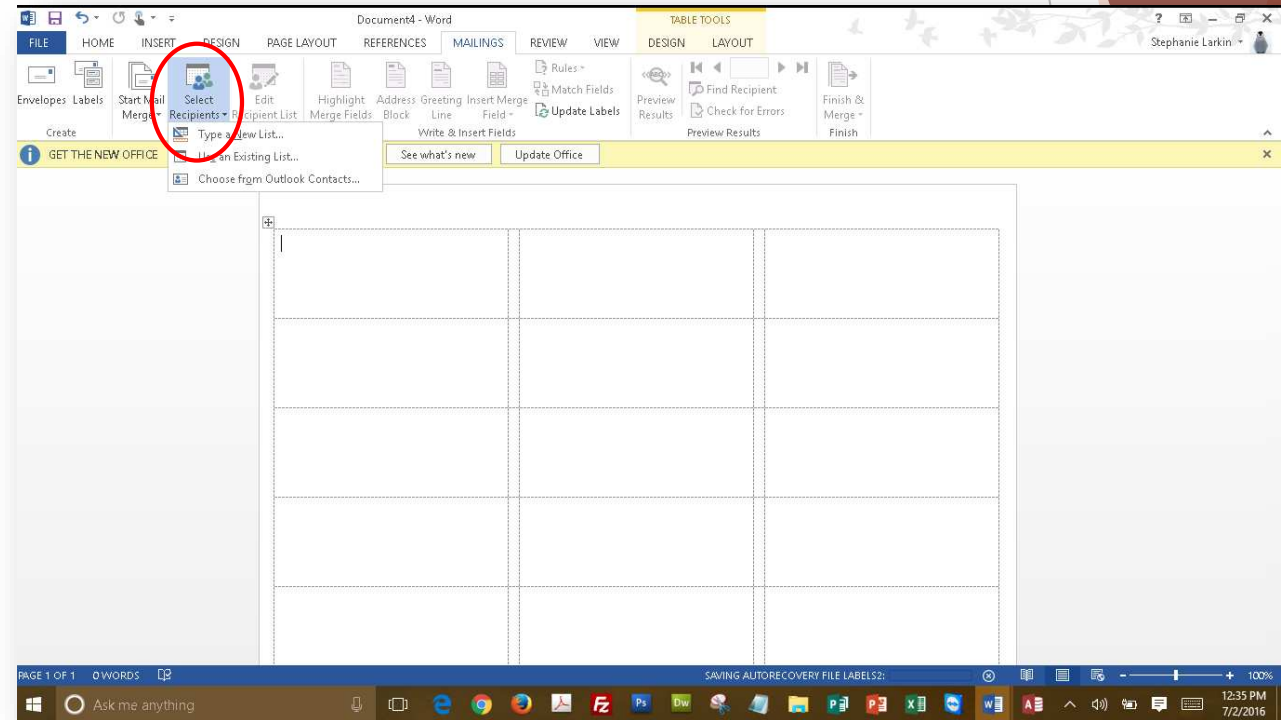 Document4 - Word
TABLE TOOLS
?
FILE HOME INSERT DESIGN PAGE LAYOUT REFERENCES MAILINGS REVIEW VIEW DESIGN LAYOUT
Stephanie Larkin
Envelopes Labels Start Mail Merge Select Recipients Edit Recipient List Highlight Merge Fields Address Block Greeting Line Insert Merge Field
Rules
Match Fields
Update Labels
Preview Results
Find Recipient
Check for Errors
Finish & Merge
Create Write & Insert Fields Preview Results Finish
Type a New List...
Use an Existing List...
Choose from Outlook Contacts...
GET THE NEW OFFICE See what's new Update Office
PAGE 1 OF 1 0 WORDS SAVING AUTORECOVERY FILE LABELS2: 100%
Ask me anything
Ps Dw
12:35 PM
7/2/2016